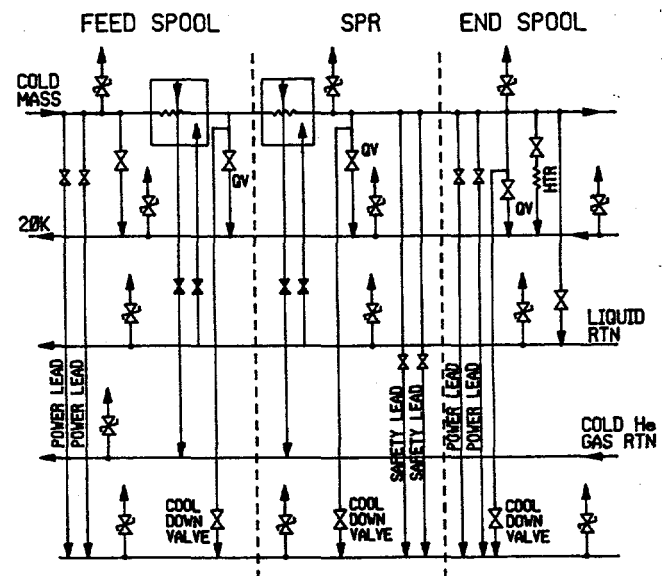 FEED SPOOL
SPR
END SPOOL
COLD
MASS
QV
QV
QV
HTR
20K
LIQUID
RTN
POWER LEAD
POWER LEAD
SAFETY LEAD
SAFETY LEAD
POWER LEAD
POWER LEAD
COLD He
GAS RTN
COOL
DOWN
VALVE
COOL
DOWN
VALVE
COOL
DOWN
VALVE